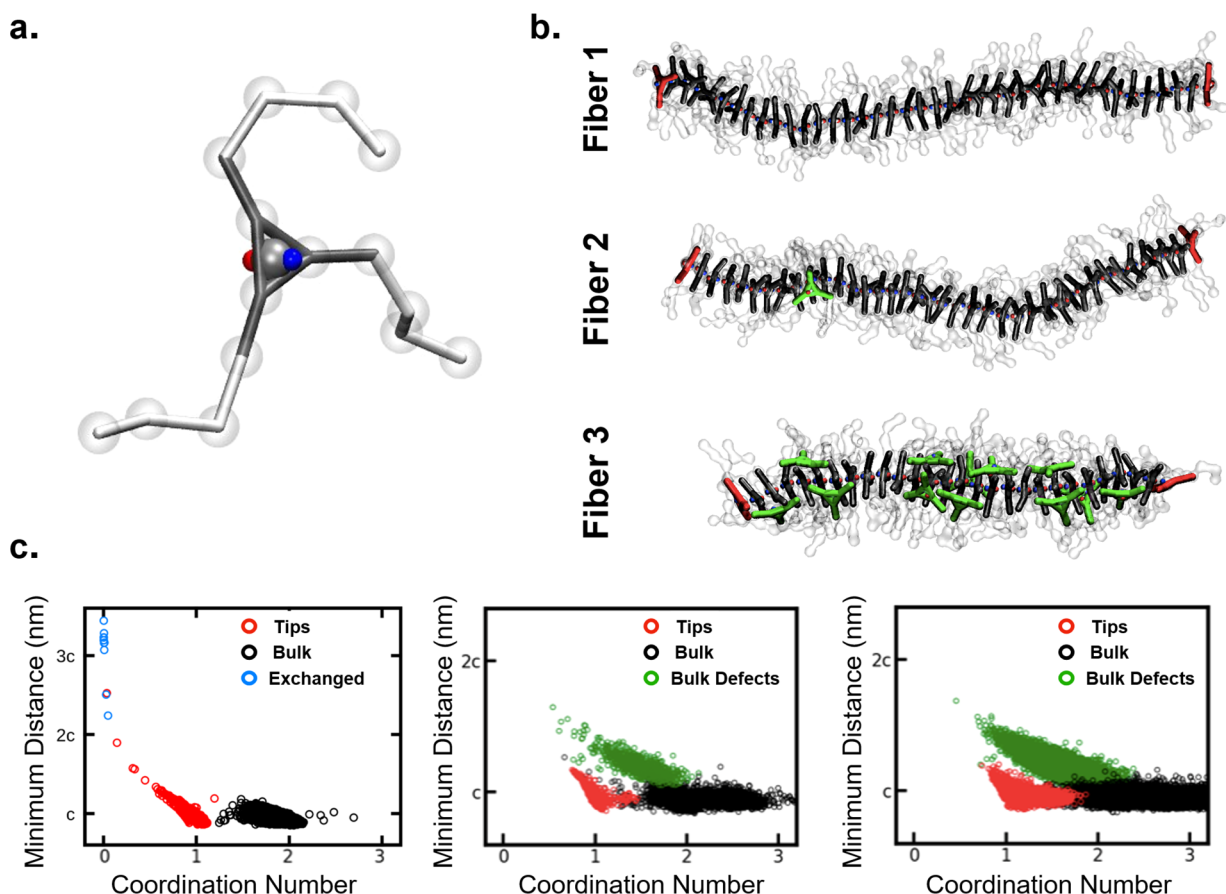 a.
b.
Fiber 1
Fiber 2
Fiber 3
c.
Minimum Distance (nm)
3c
2c
c
0
1
2
3
Coordination Number
Tips
Bulk
Exchanged
Minimum Distance (nm)
2c
c
0
1
2
3
Coordination Number
Tips
Bulk
Bulk Defects
Minimum Distance (nm)
2c
c
0
1
2
3
Coordination Number
Tips
Bulk
Bulk Defects